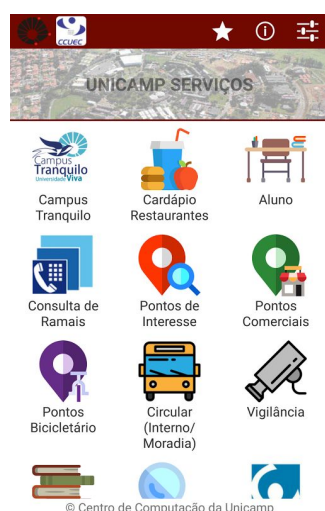 CCUEC
UNICAMP SERVIÇOS
Campus
Tranquilo
Universidade Viva
Campus
Tranquilo
Cardápio
Restaurantes
Aluno
Consulta de
Ramais
Pontos de
Interesse
Pontos
Comerciais
Pontos
Bicicletário
Circular
(Interno/
Moradia)
Vigilância
© Centro de Computação da Unicamp